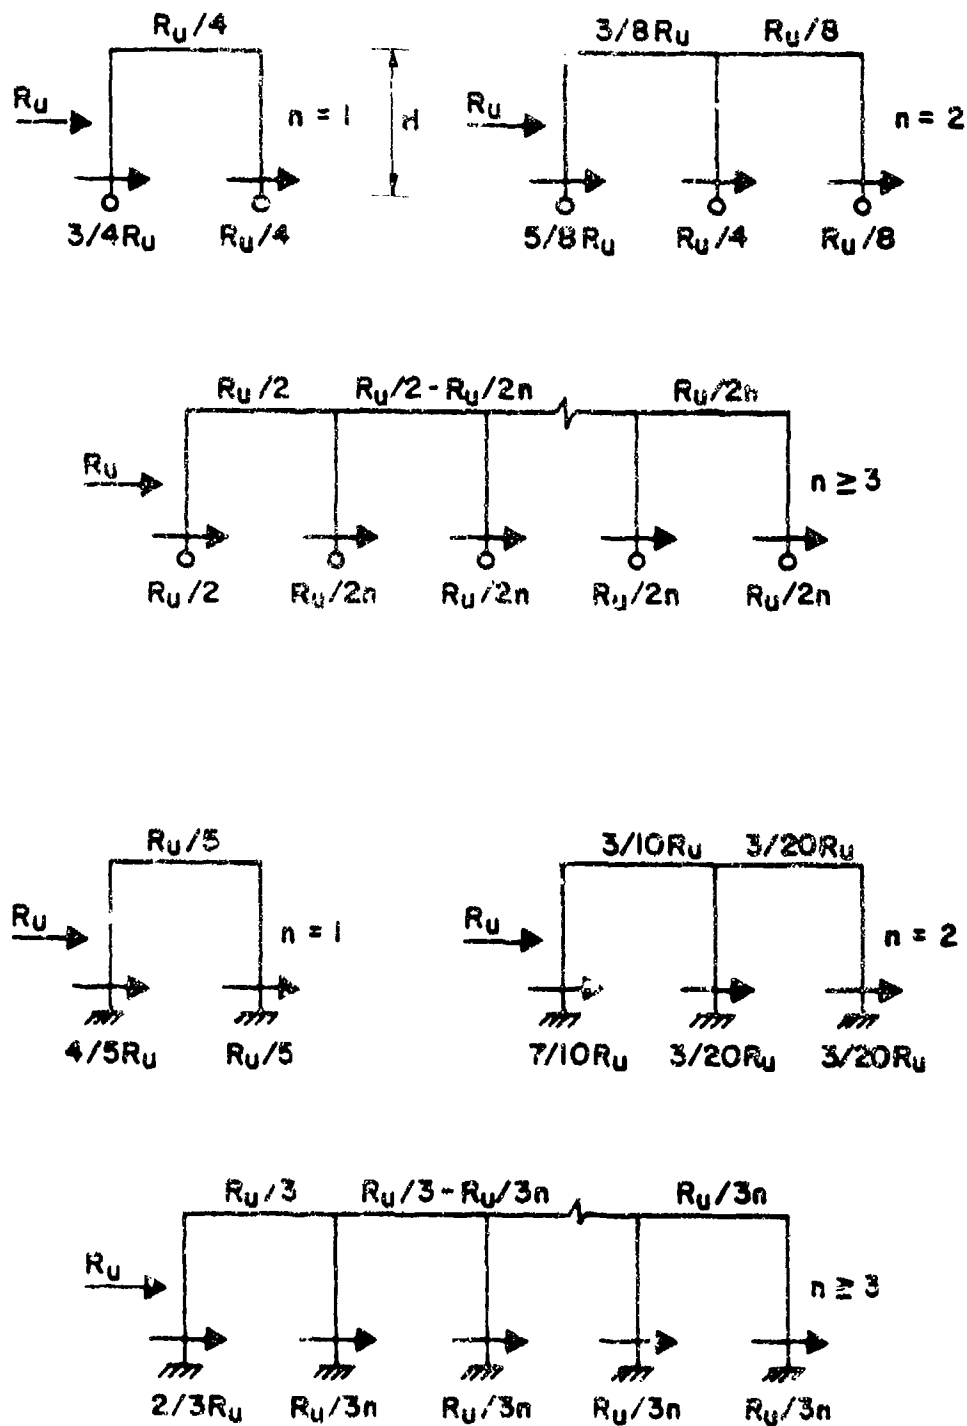 Ru/4 3/8Ru Ru/8
Ru n = 1 H Ru n = 2
3/4Ru Ru/4 5/8Ru Ru/4 Ru/8
Ru/2 Ru/2-Ru/2n Ru/2n
Ru n ≥ 3
Ru/2 Ru/2n Ru/2n Ru/2n Ru/2n
Ru/5 3/10Ru 3/20Ru
Ru n = 1 Ru n = 2
4/5Ru Ru/5 7/10Ru 3/20Ru 3/20Ru
Ru/3 Ru/3-Ru/3n Ru/3n
Ru n ≥ 3
2/3Ru Ru/3n Ru/3n Ru/3n Ru/3n